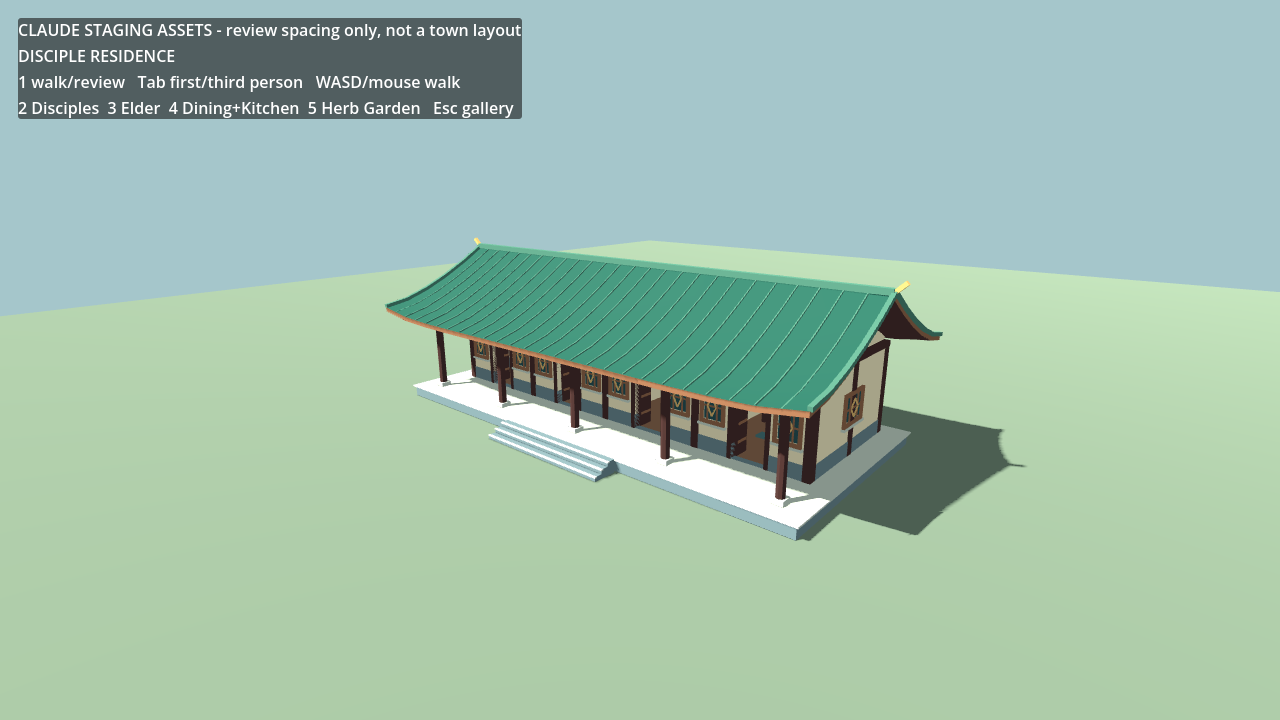 CLAUDE STAGING ASSETS - review spacing only, not a town layout
DISCIPLE RESIDENCE
1 walk/review   Tab first/third person   WASD/mouse walk
2 Disciples  3 Elder  4 Dining+Kitchen  5 Herb Garden   Esc gallery